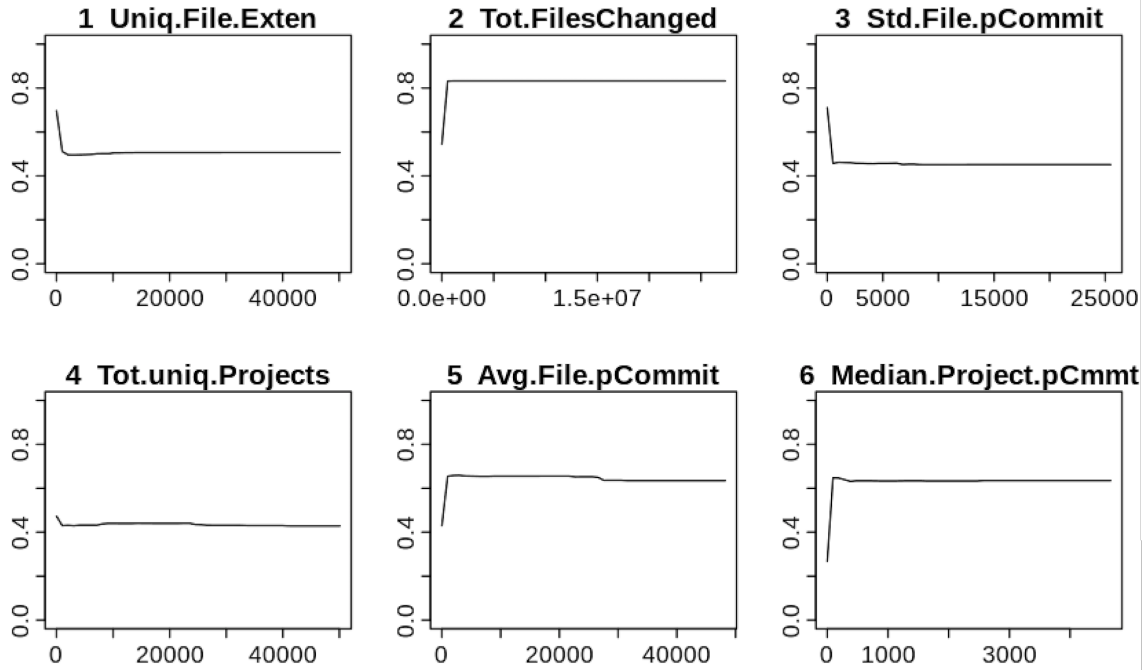 1 Uniq.File.Exten
2 Tot.FilesChanged
3 Std.File.pCommit
0.8
0.4
0.0
0 20000 40000
0.8
0.4
0.0
0.0e+00 1.5e+07
0.8
0.4
0.0
0 5000 15000 25000
4 Tot.uniq.Projects
5 Avg.File.pCommit
6 Median.Project.pCmmt
0.8
0.4
0.0
0 20000 40000
0.8
0.4
0.0
0 20000 40000
0.8
0.4
0.0
0 1000 3000